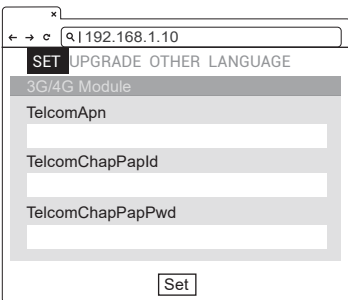 192.168.1.10
SET UPGRADE OTHER LANGUAGE
3G/4G Module
TelcomApn
TelcomChapPapId
TelcomChapPapPwd
Set